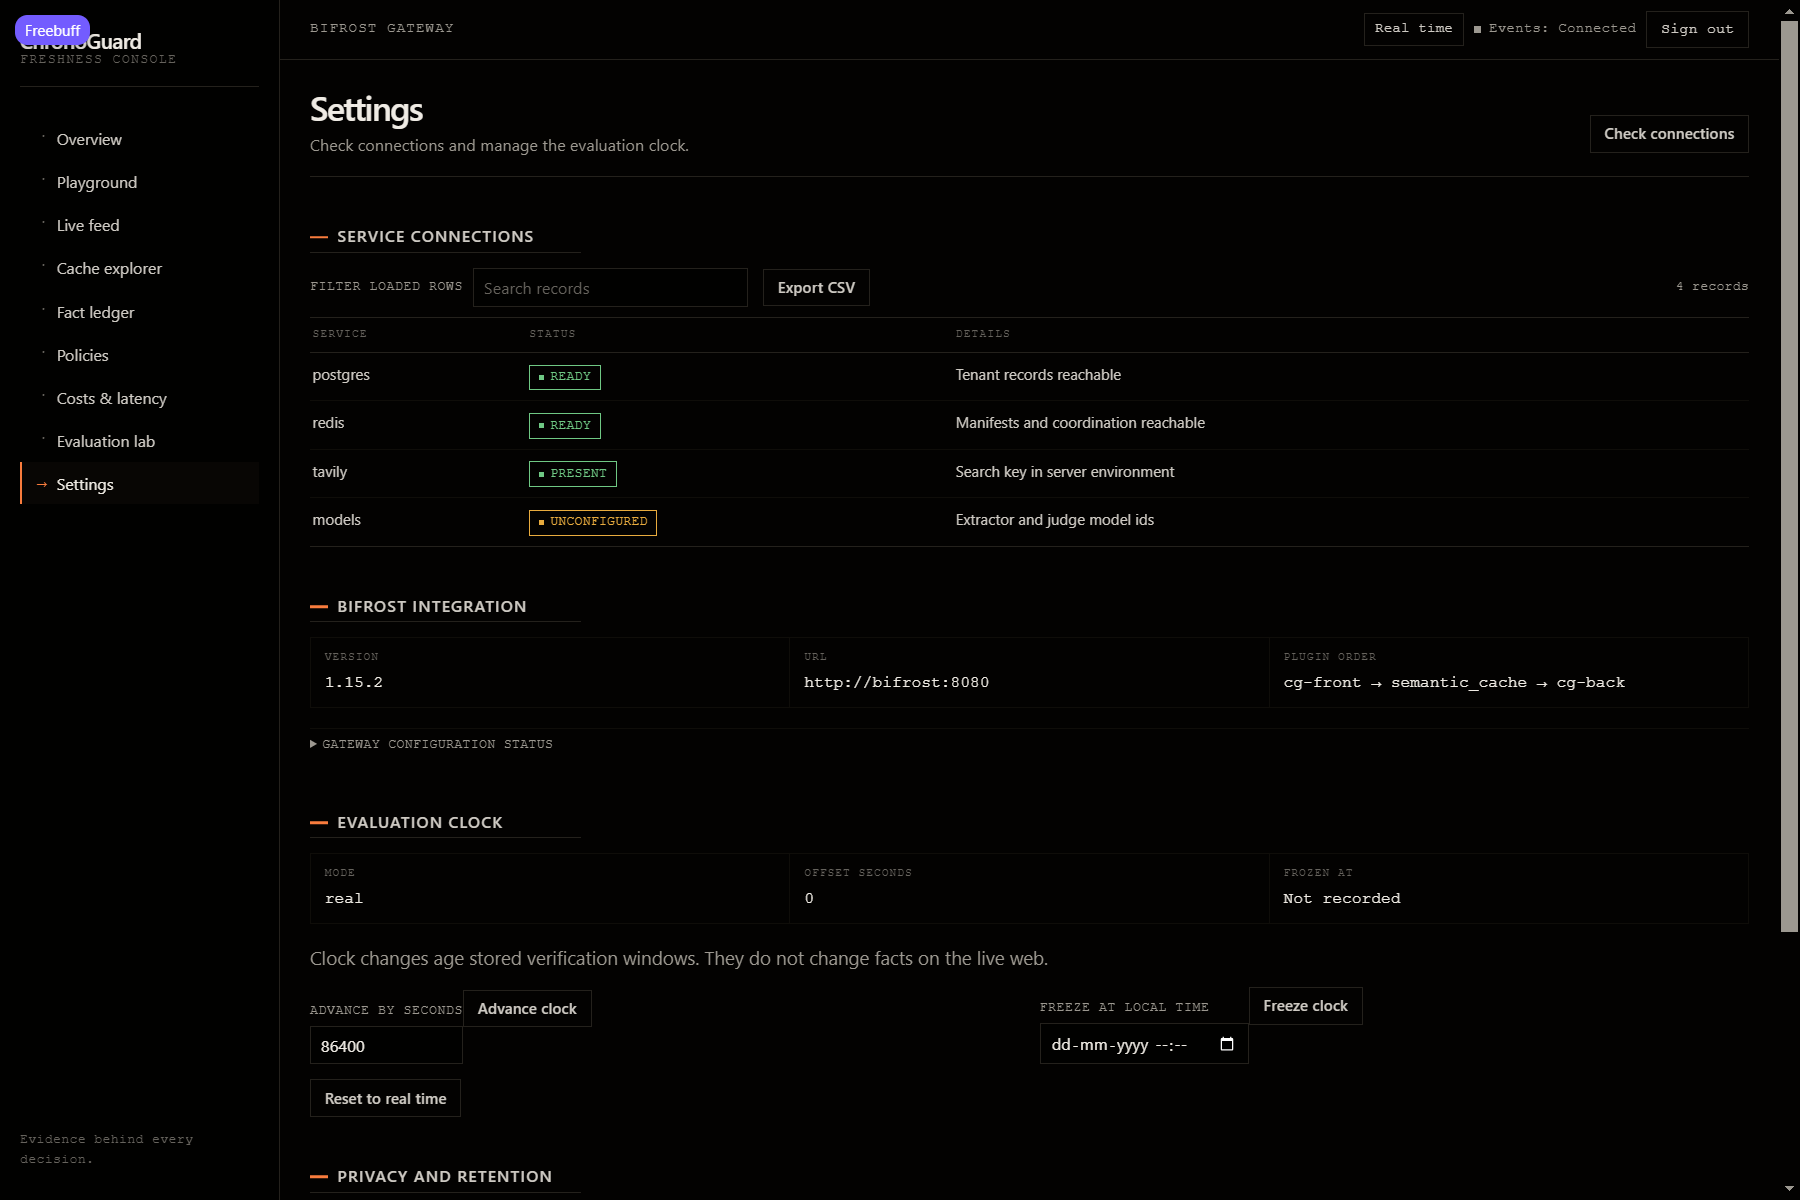 Freebuff
ChronoGuard
FRESHNESS CONSOLE
Overview
Playground
Live feed
Cache explorer
Fact ledger
Policies
Costs & latency
Evaluation lab
→ Settings
Evidence behind every
decision.
BIFROST GATEWAY
Real time
Events: Connected
Sign out
Settings
Check connections and manage the evaluation clock.
Check connections
SERVICE CONNECTIONS
FILTER LOADED ROWS
Search records
Export CSV
4 records
SERVICE STATUS DETAILS
postgres READY Tenant records reachable
redis READY Manifests and coordination reachable
tavily PRESENT Search key in server environment
models UNCONFIGURED Extractor and judge model ids
BIFROST INTEGRATION
VERSION URL PLUGIN ORDER
1.15.2 http://bifrost:8080 cg-front → semantic_cache → cg-back
GATEWAY CONFIGURATION STATUS
EVALUATION CLOCK
MODE OFFSET SECONDS FROZEN AT
real 0 Not recorded
Clock changes age stored verification windows. They do not change facts on the live web.
ADVANCE BY SECONDS Advance clock FREEZE AT LOCAL TIME Freeze clock
86400 dd-mm-yyyy --:--
Reset to real time
PRIVACY AND RETENTION